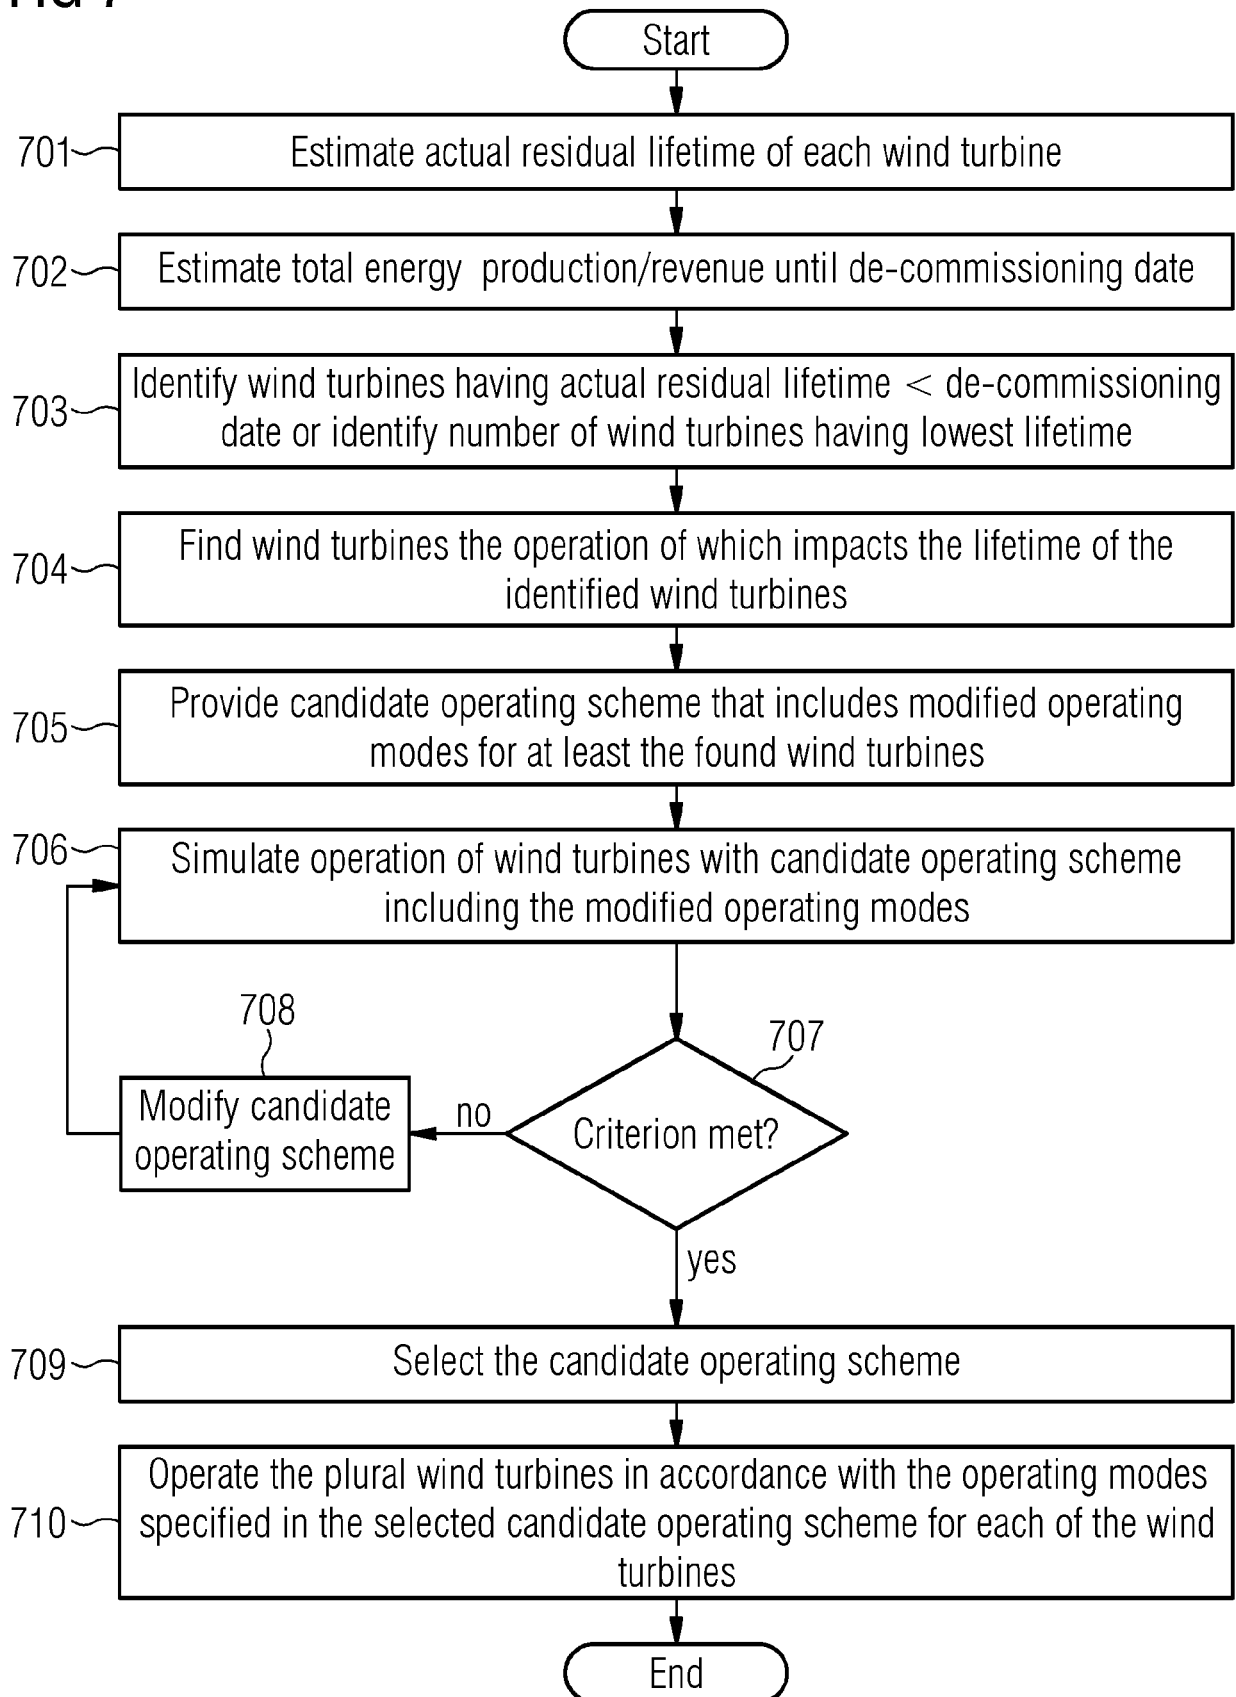 Start
701
Estimate actual residual lifetime of each wind turbine
702
Estimate total energy production/revenue until de-commissioning date
703
Identify wind turbines having actual residual lifetime < de-commissioning
date or identify number of wind turbines having lowest lifetime
704
Find wind turbines the operation of which impacts the lifetime of the
identified wind turbines
705
Provide candidate operating scheme that includes modified operating
modes for at least the found wind turbines
706
Simulate operation of wind turbines with candidate operating scheme
including the modified operating modes
708
707
Modify candidate
operating scheme
no
Criterion met?
yes
709
Select the candidate operating scheme
710
Operate the plural wind turbines in accordance with the operating modes
specified in the selected candidate operating scheme for each of the wind
turbines
End